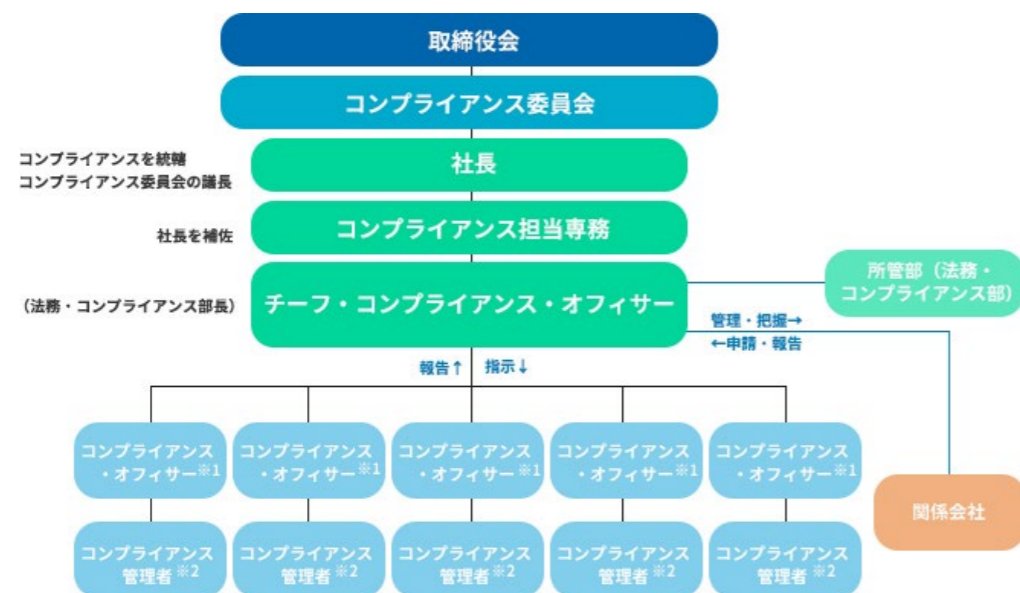 取締役会
コンプライアンス委員会
コンプライアンスを統轄
コンプライアンス委員会の議長
社長
社長を補佐
コンプライアンス担当専務
(法務・コンプライアンス部長)
チーフ・コンプライアンス・オフィサー
所管部(法務・
コンプライアンス部)
管理・把握→
←申請・報告
報告↑ 指示↓
コンプライアンス
・オフィサー※1
コンプライアンス
・オフィサー※1
コンプライアンス
・オフィサー※1
コンプライアンス
・オフィサー※1
コンプライアンス
・オフィサー※1
関係会社
コンプライアンス
管理者※2
コンプライアンス
管理者※2
コンプライアンス
管理者※2
コンプライアンス
管理者※2
コンプライアンス
管理者※2